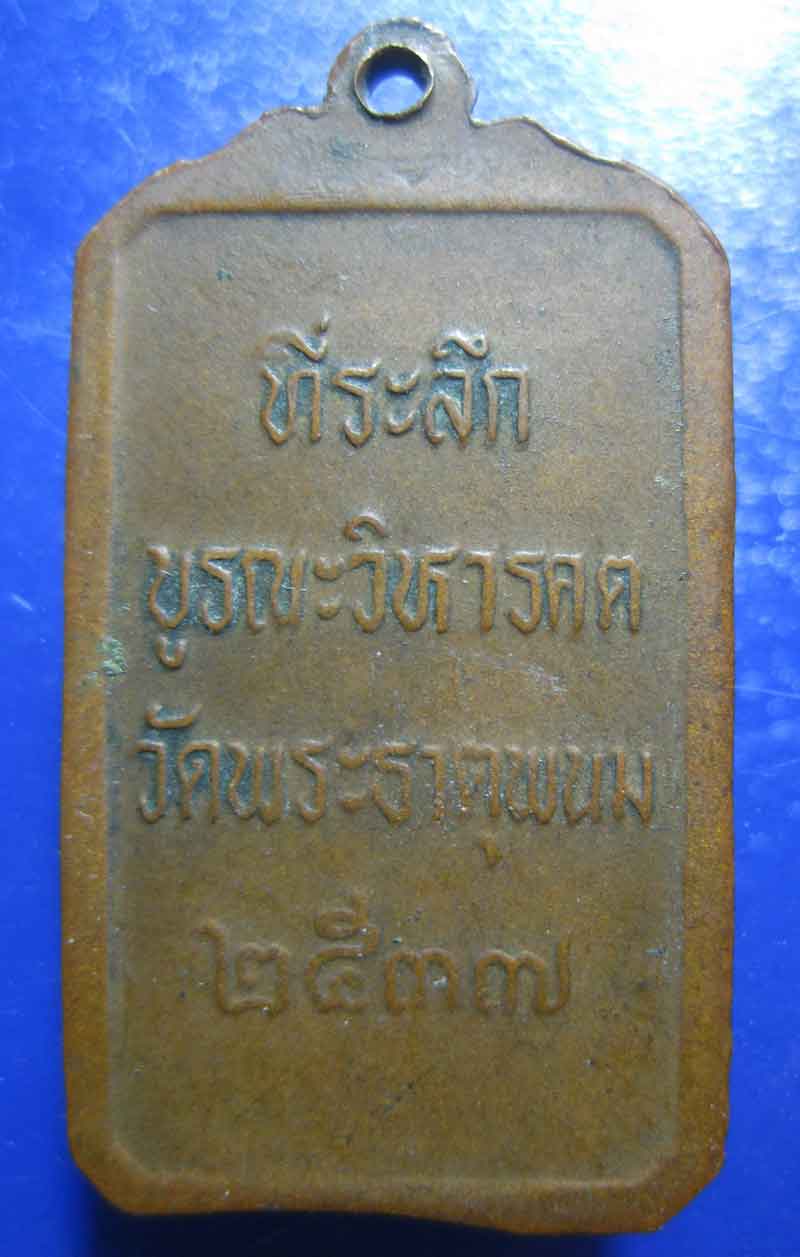 ที่ระลึก
บูรณะวิหารคต
วัดพระธาตุพนม
๒๕๓๗